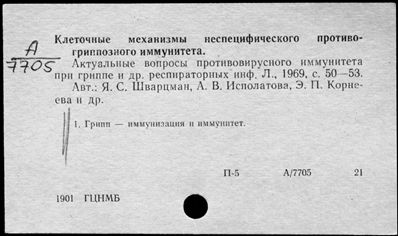 А
7705
Клеточные механизмы неспецифического противо-
гриппозного иммунитета.
Актуальные вопросы противовирусного иммунитета
при гриппе и др. респираторных инф. Л., 1969, с. 50—53.
Авт.: Я. С. Шварцман, А. В. Исполатова, Э. П. Корне-
ева и др.
1. Грипп — иммунизация и иммунитет.
П-5 А/7705 21
1901 ГЦНМБ